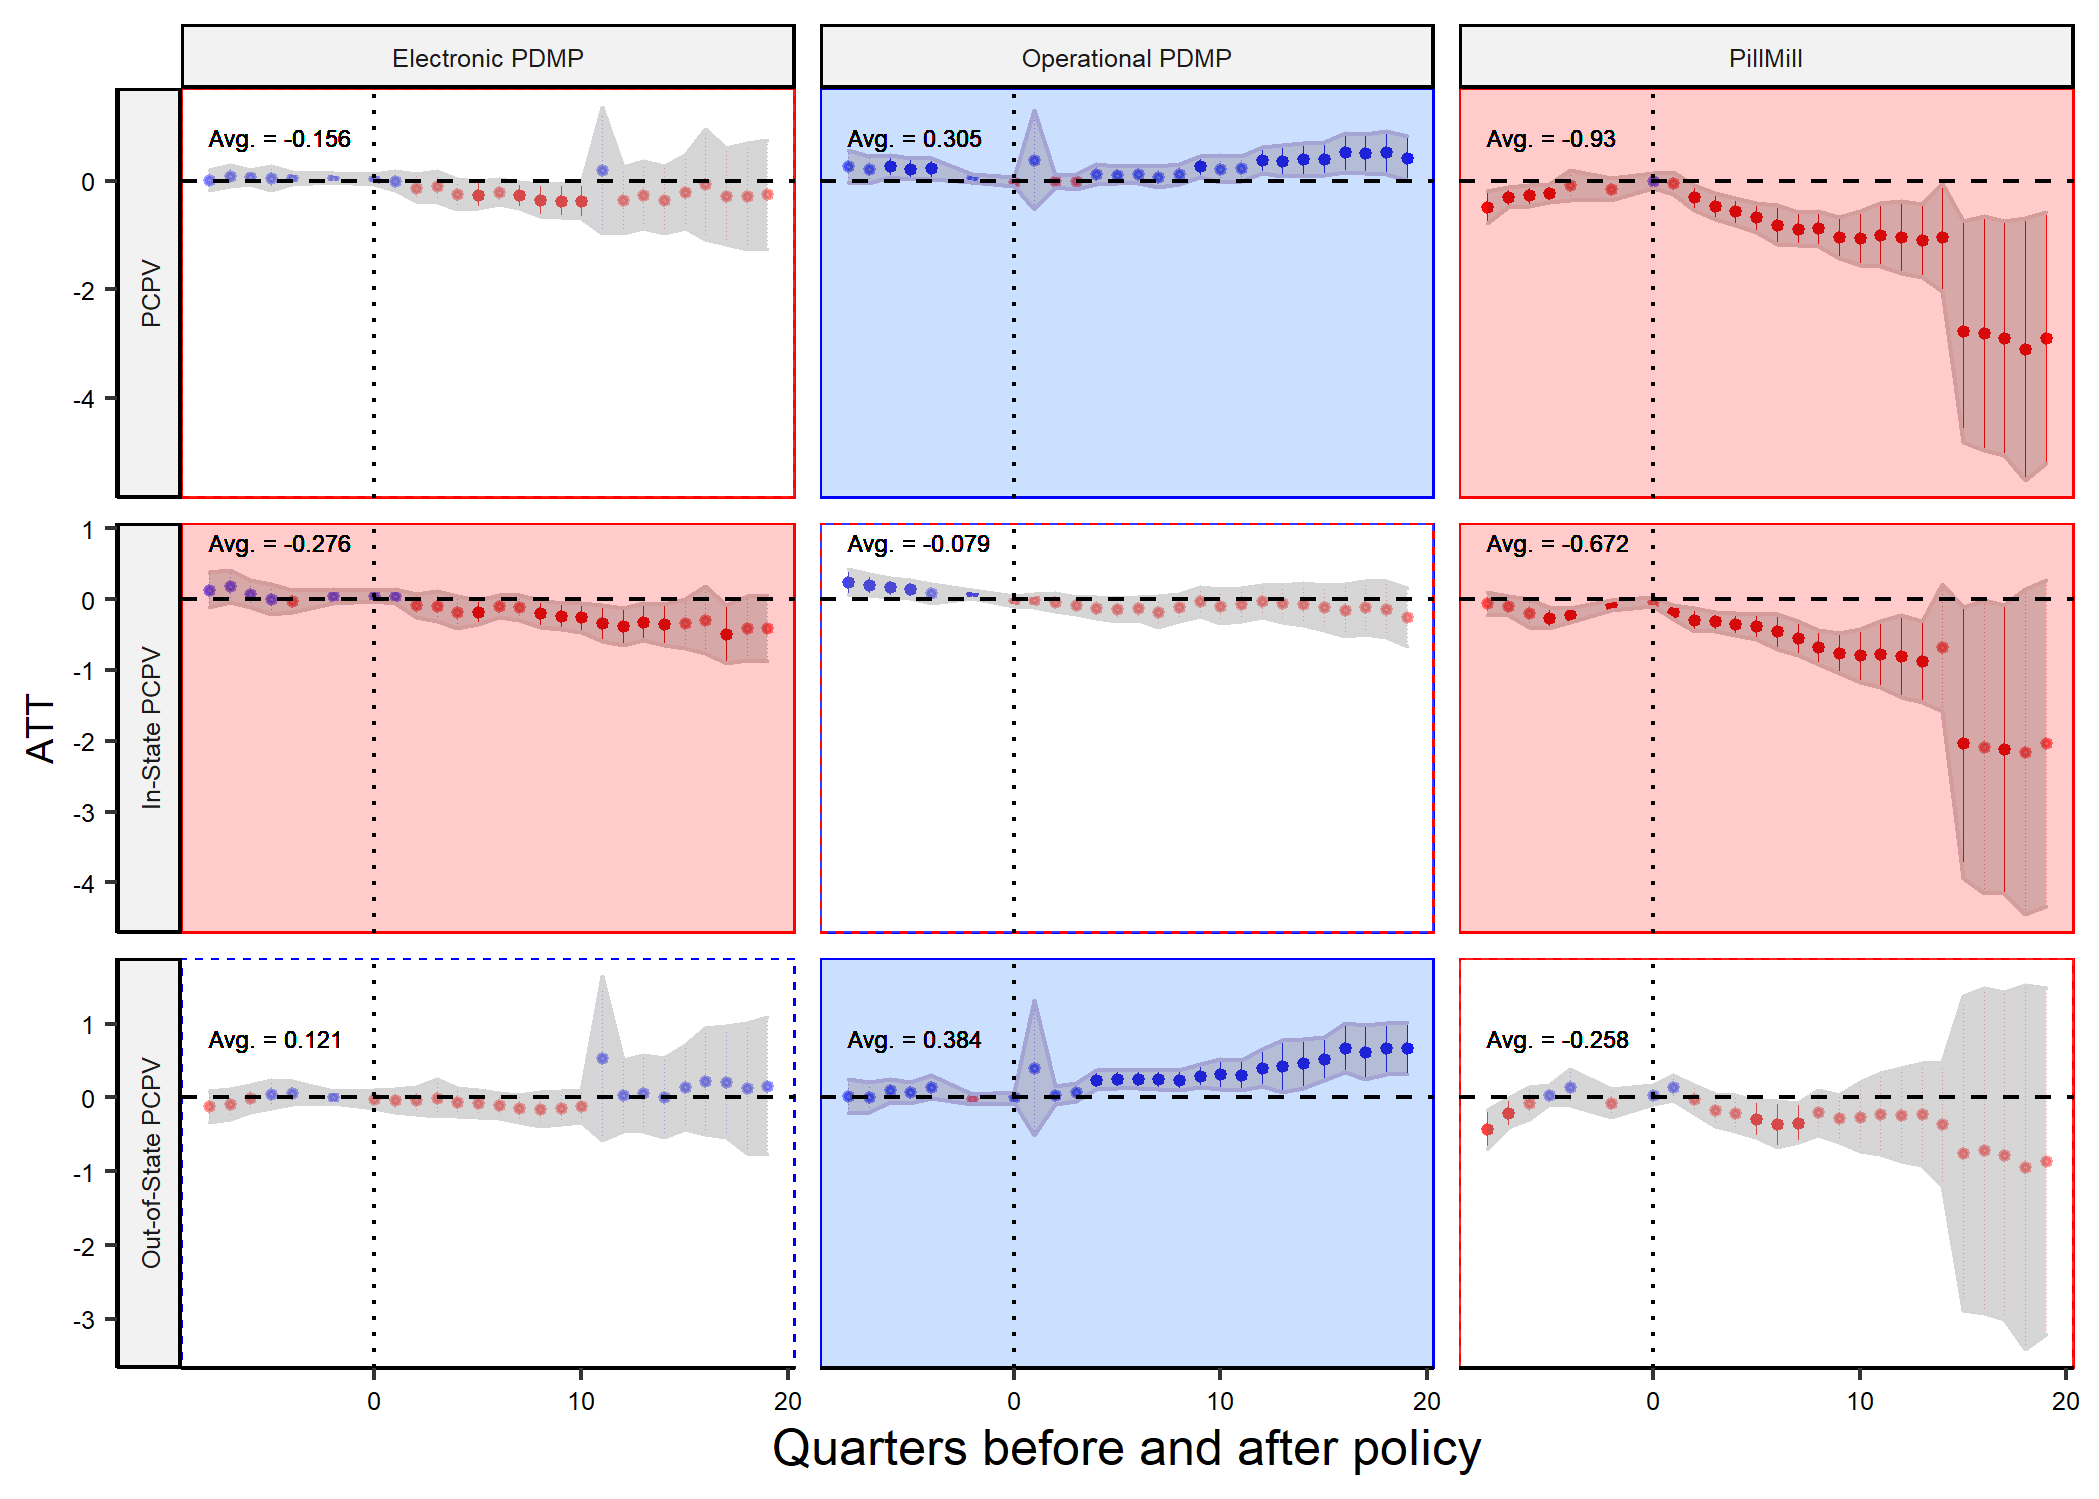 Electronic PDMP
Operational PDMP
PillMill
PCPV
0
-2
-4
Avg. = -0.156
Avg. = 0.305
Avg. = -0.93
In-State PCPV
1
0
-1
-2
-3
-4
Avg. = -0.276
Avg. = -0.079
Avg. = -0.672
ATT
Out-of-State PCPV
1
0
-1
-2
-3
Avg. = 0.121
Avg. = 0.384
Avg. = -0.258
0 10 20
0 10 20
0 10 20
Quarters before and after policy